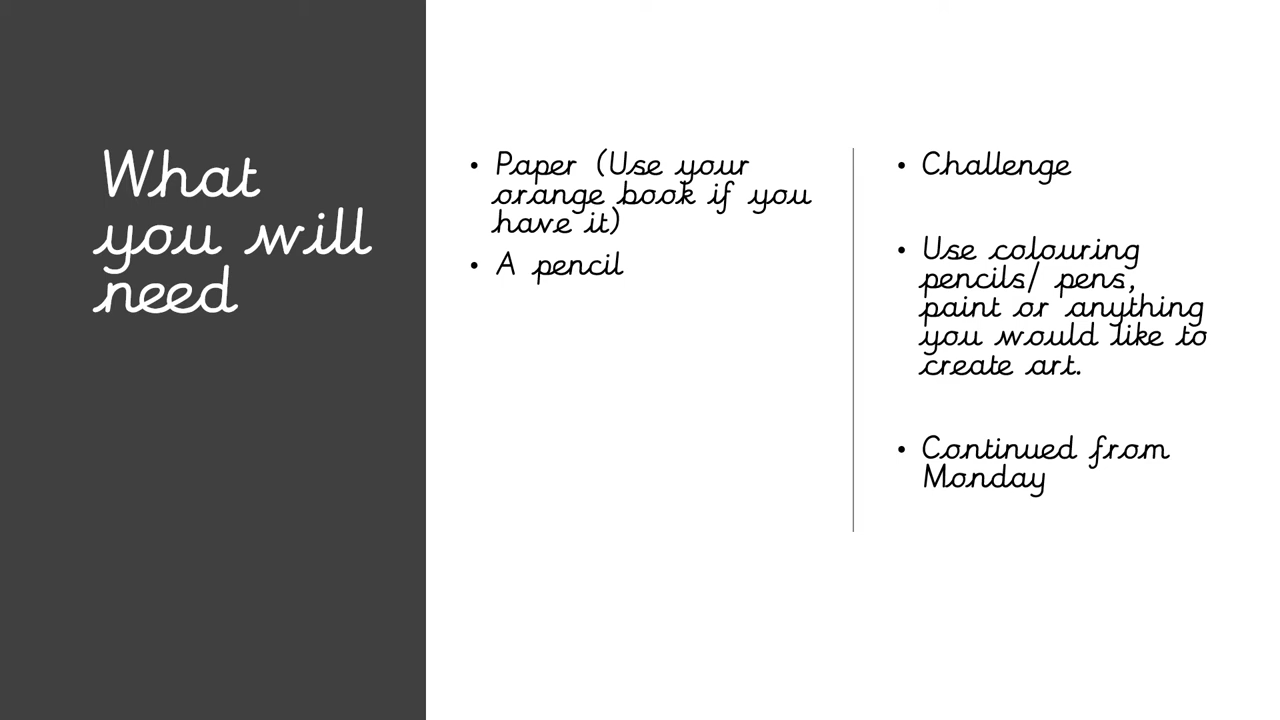 What
you will
need
• Paper (Use your
orange book if you
have it)
• A pencil
• Challenge
• Use colouring
pencils/ pens,
paint or anything
you would like to
create art.
• Continued from
Monday